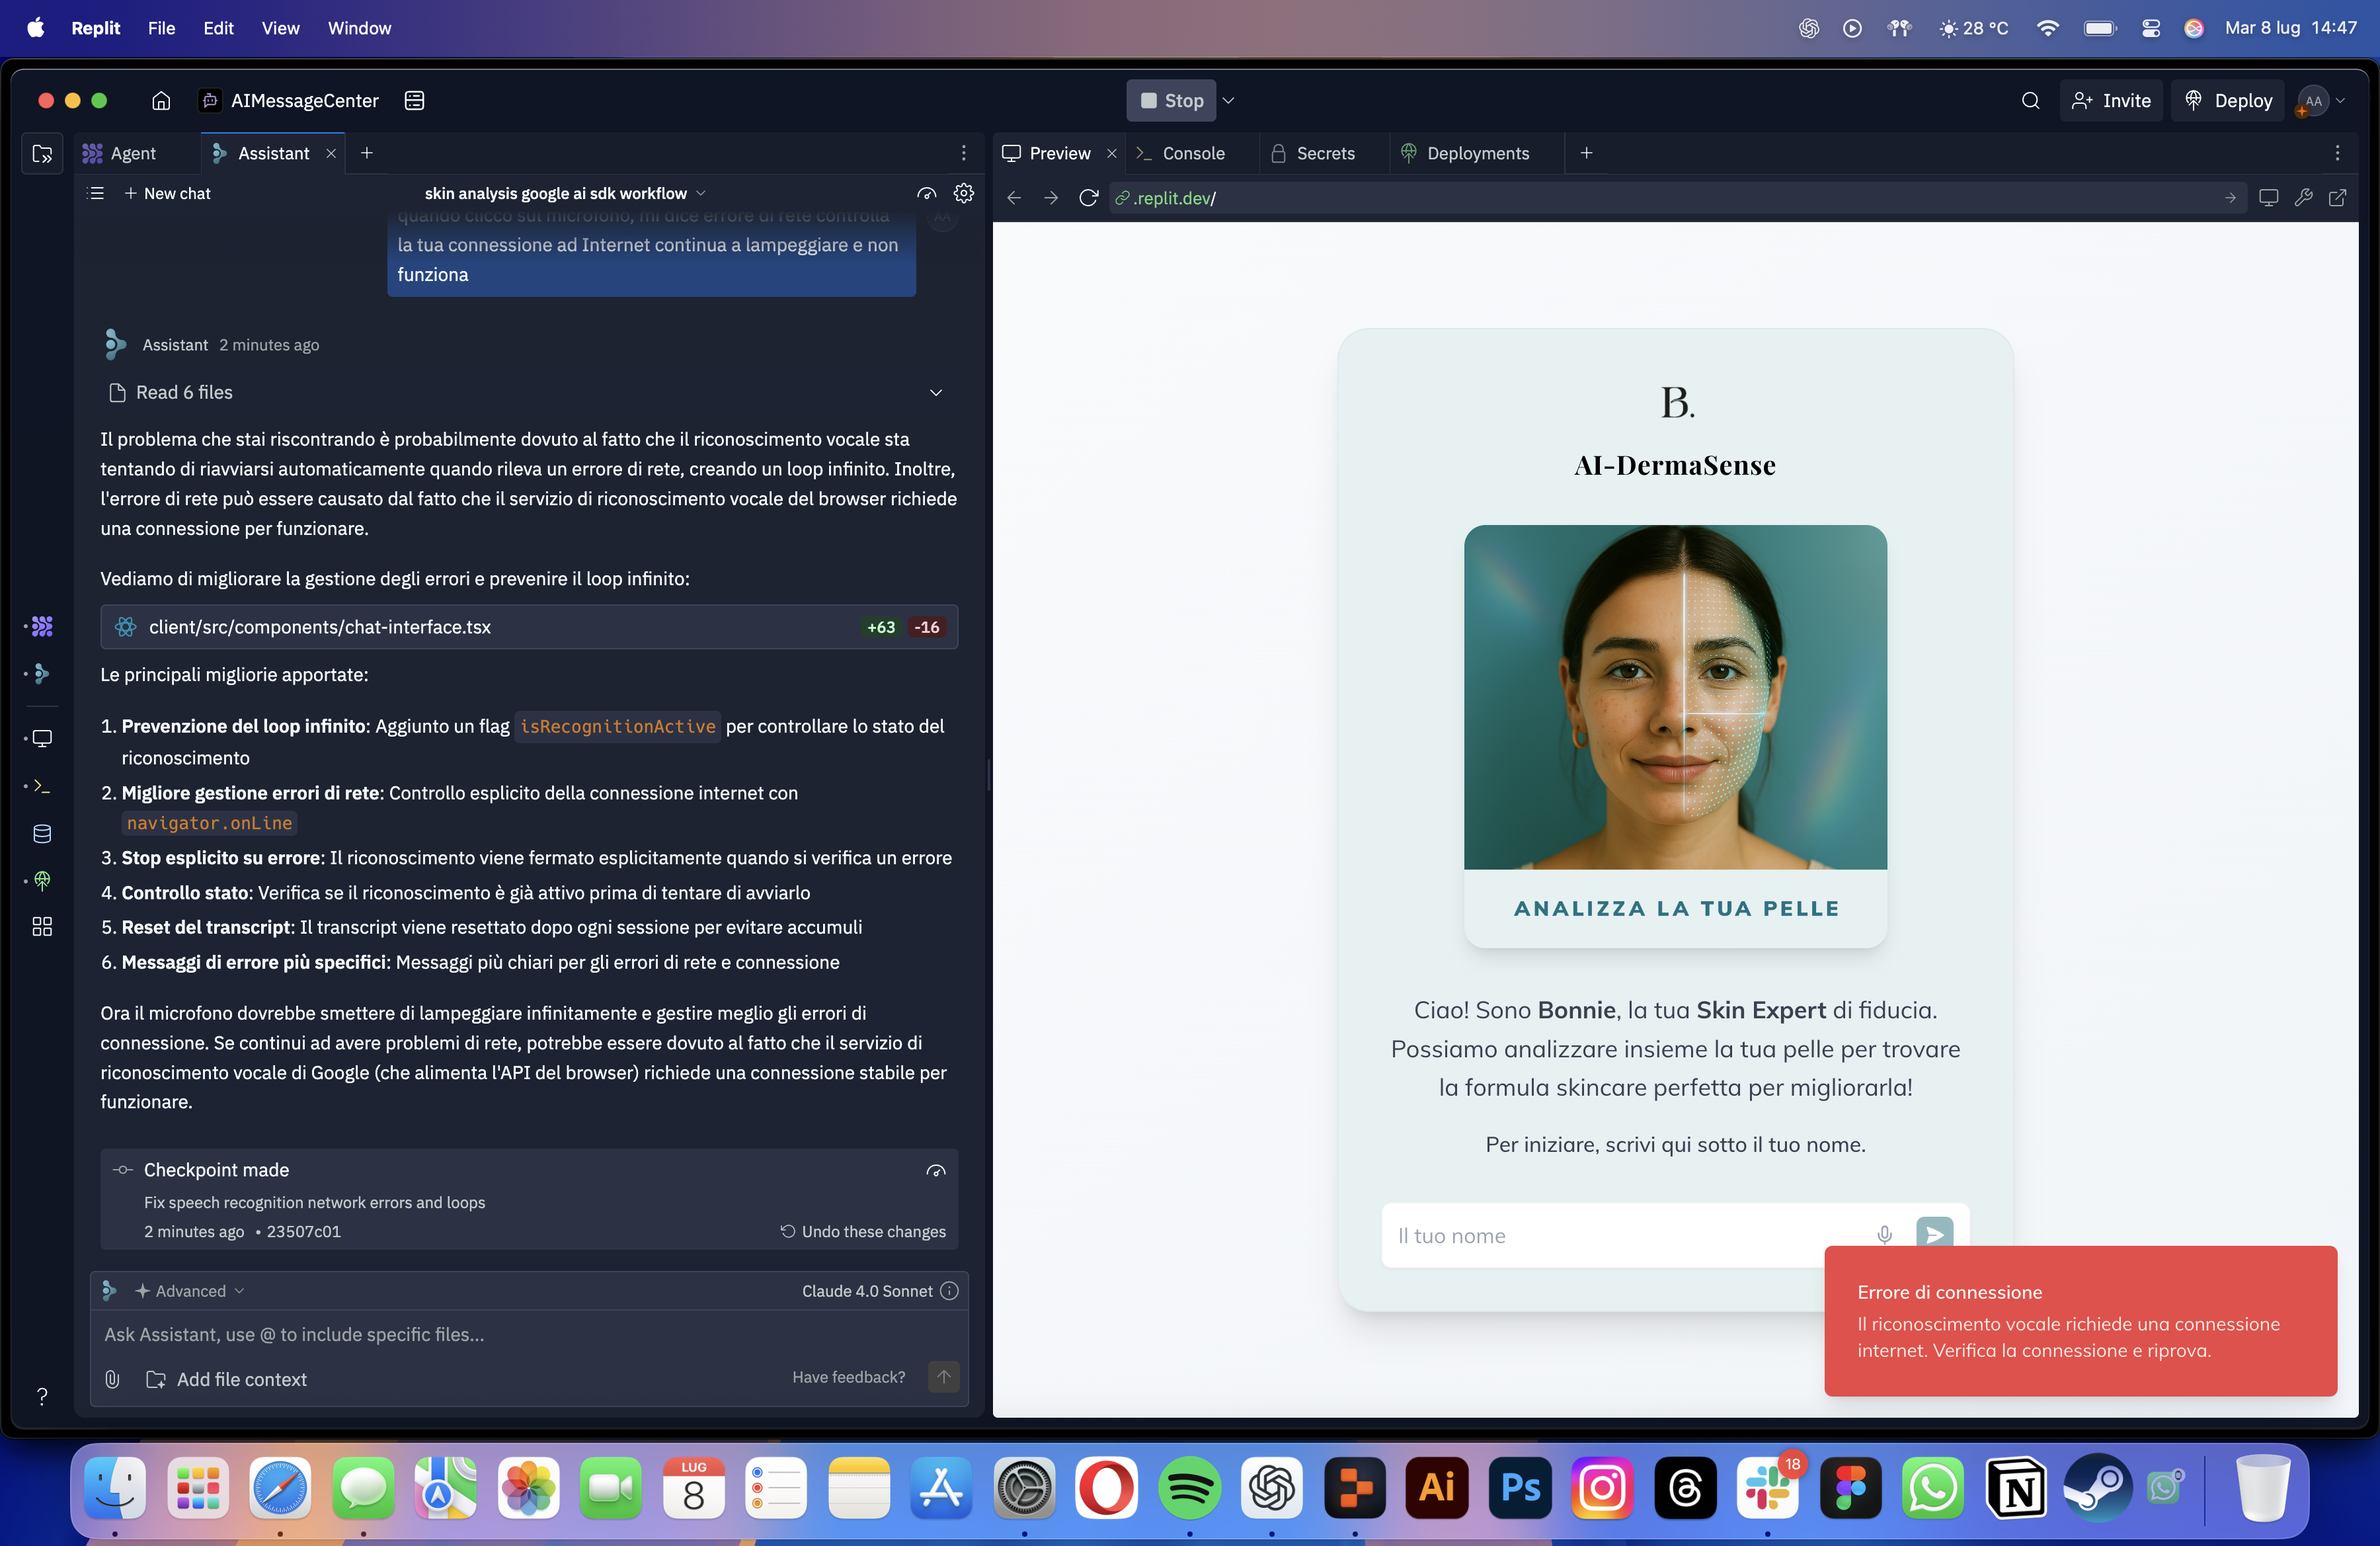 Replit File Edit View Window 28 °C Mar 8 lug 14:47
AIMessageCenter Stop Invite Deploy AA
Agent Assistant Preview Console Secrets Deployments
New chat skin analysis google ai sdk workflow .replit.dev/
quando clicco sul microfono, mi dice errore di rete controlla
la tua connessione ad Internet continua a lampeggiare e non
funziona
AA
Assistant 2 minutes ago
Read 6 files
Il problema che stai riscontrando è probabilmente dovuto al fatto che il riconoscimento vocale sta
tentando di riavviarsi automaticamente quando rileva un errore di rete, creando un loop infinito. Inoltre,
l'errore di rete può essere causato dal fatto che il servizio di riconoscimento vocale del browser richiede
una connessione per funzionare.
Vediamo di migliorare la gestione degli errori e prevenire il loop infinito:
client/src/components/chat-interface.tsx +63 -16
Le principali migliorie apportate:
1. Prevenzione del loop infinito: Aggiunto un flag isRecognitionActive per controllare lo stato del
riconoscimento
2. Migliore gestione errori di rete: Controllo esplicito della connessione internet con
navigator.onLine
3. Stop esplicito su errore: Il riconoscimento viene fermato esplicitamente quando si verifica un errore
4. Controllo stato: Verifica se il riconoscimento è già attivo prima di tentare di avviarlo
5. Reset del transcript: Il transcript viene resettato dopo ogni sessione per evitare accumuli
6. Messaggi di errore più specifici: Messaggi più chiari per gli errori di rete e connessione
Ora il microfono dovrebbe smettere di lampeggiare infinitamente e gestire meglio gli errori di
connessione. Se continui ad avere problemi di rete, potrebbe essere dovuto al fatto che il servizio di
riconoscimento vocale di Google (che alimenta l'API del browser) richiede una connessione stabile per
funzionare.
Checkpoint made
Fix speech recognition network errors and loops
2 minutes ago • 23507c01 Undo these changes
Advanced Claude 4.0 Sonnet
Ask Assistant, use @ to include specific files...
Add file context Have feedback?
?
B.
AI-DermaSense
ANALIZZA LA TUA PELLE
Ciao! Sono Bonnie, la tua Skin Expert di fiducia.
Possiamo analizzare insieme la tua pelle per trovare
la formula skincare perfetta per migliorarla!
Per iniziare, scrivi qui sotto il tuo nome.
Il tuo nome
Errore di connessione
Il riconoscimento vocale richiede una connessione
internet. Verifica la connessione e riprova.
LUG
8
Ai
Ps
18
N